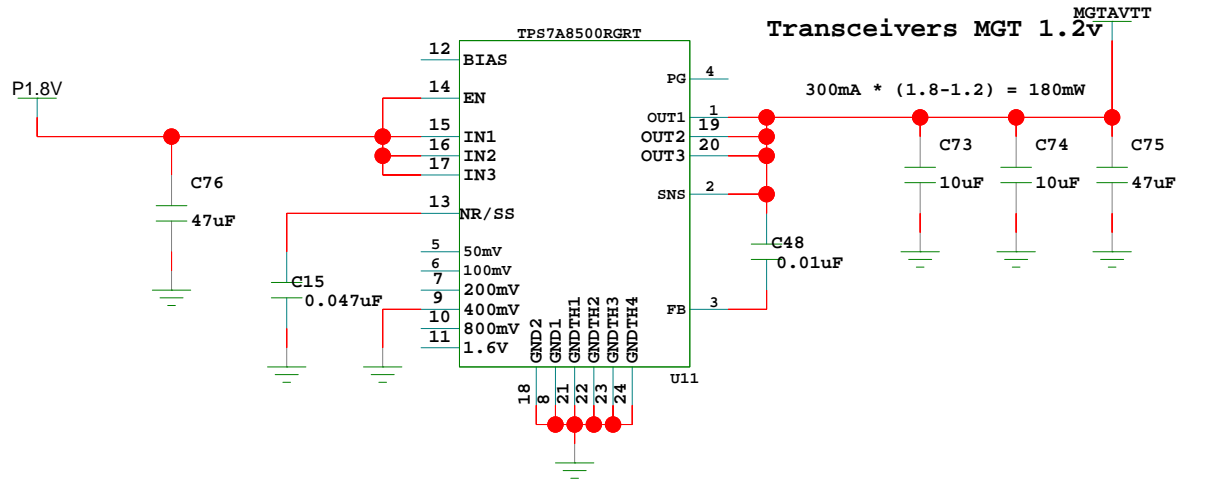 MGTAVTT
Transceivers MGT 1.2v
TPS7A8500RGRT
12 BIAS
PG 4
P1.8V
14 EN
300mA * (1.8-1.2) = 180mW
OUT1 1
15 IN1
OUT2 19
16 IN2
OUT3 20
17 IN3
C73
10uF
C74
10uF
C75
47uF
C76
47uF
SNS 2
13 NR/SS
C48
0.01uF
5 50mV
6 100mV
7 200mV
9 400mV
10 800mV
11 1.6V
C15
0.047uF
FB 3
GND2
GND1
GNDTH1
GNDTH2
GNDTH3
GNDTH4
U11
18
8
21
22
23
24